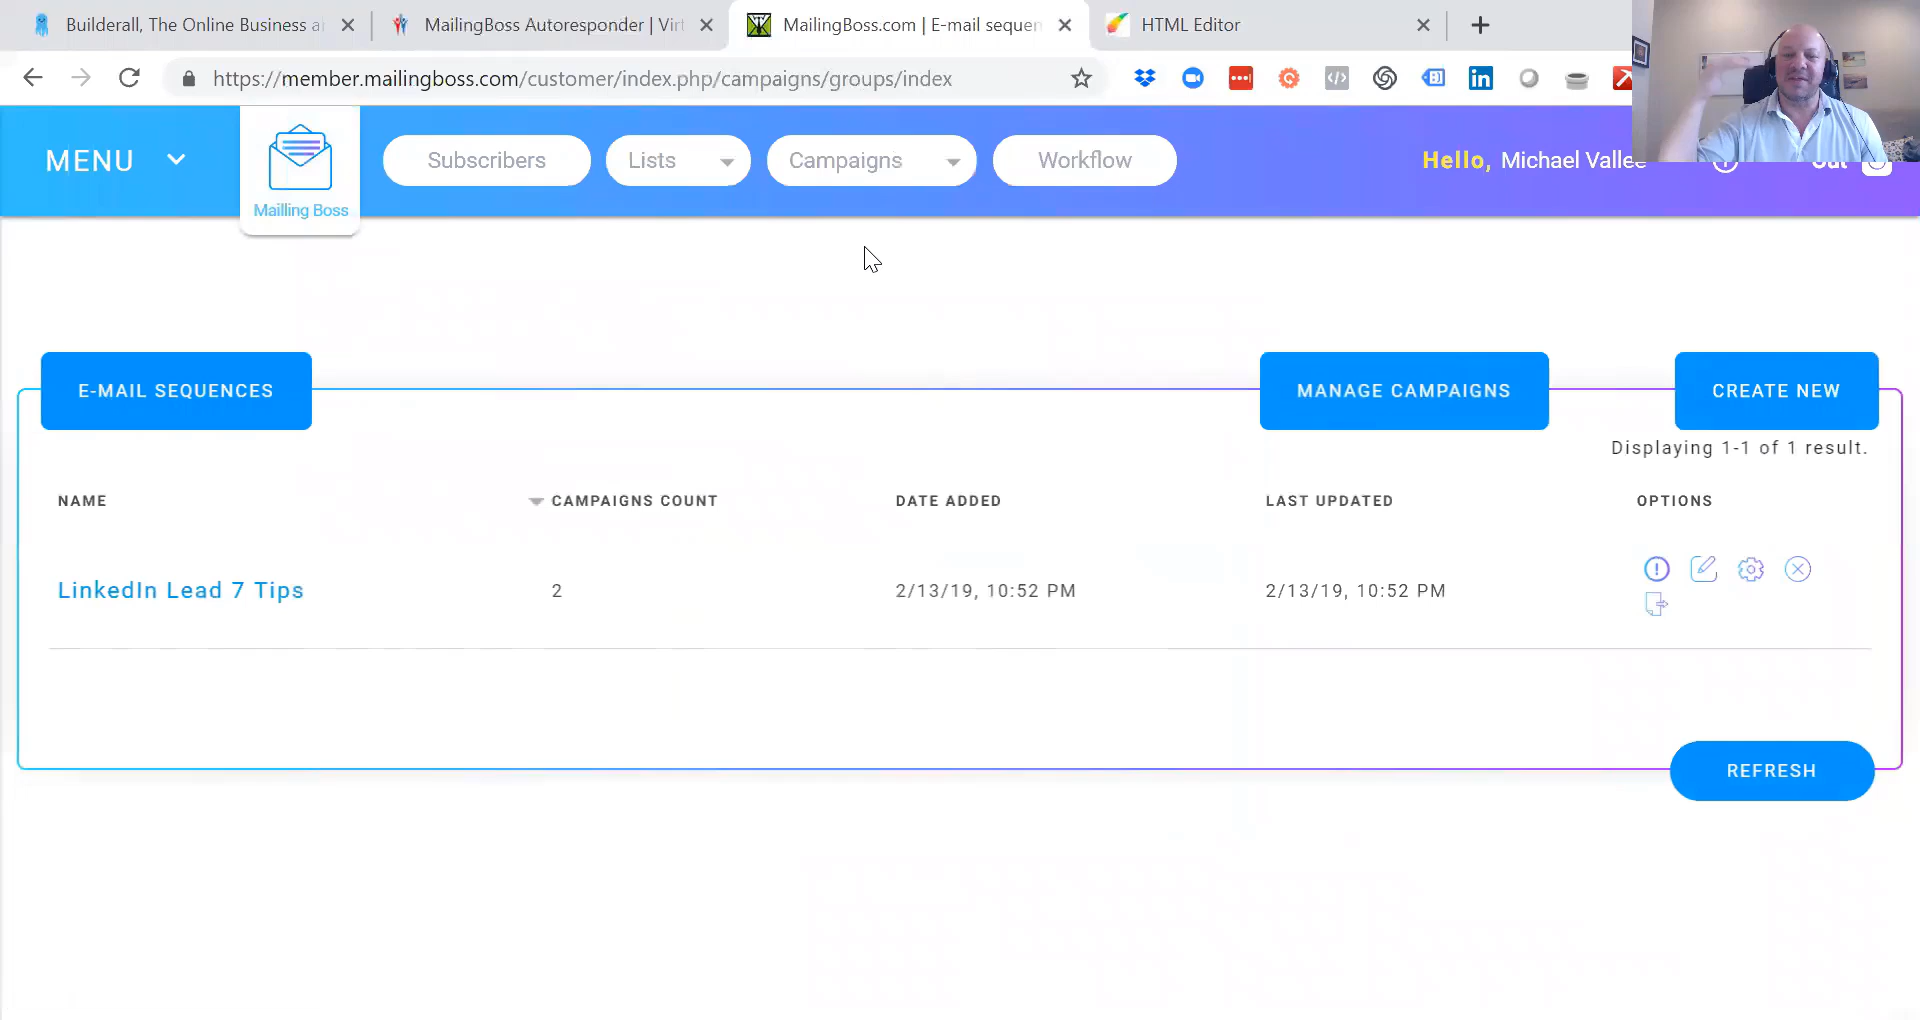 Builderall, The Online Business a
MailingBoss Autoresponder | Virt
MailingBoss.com | E-mail sequen
HTML Editor
https://member.mailingboss.com/customer/index.php/campaigns/groups/index
MENU
Mailling Boss
Subscribers
Lists
Campaigns
Workflow
Hello, Michael Vallee
Out
E-MAIL SEQUENCES
MANAGE CAMPAIGNS
CREATE NEW
Displaying 1-1 of 1 result.
NAME
CAMPAIGNS COUNT
DATE ADDED
LAST UPDATED
OPTIONS
LinkedIn Lead 7 Tips
2
2/13/19, 10:52 PM
2/13/19, 10:52 PM
REFRESH